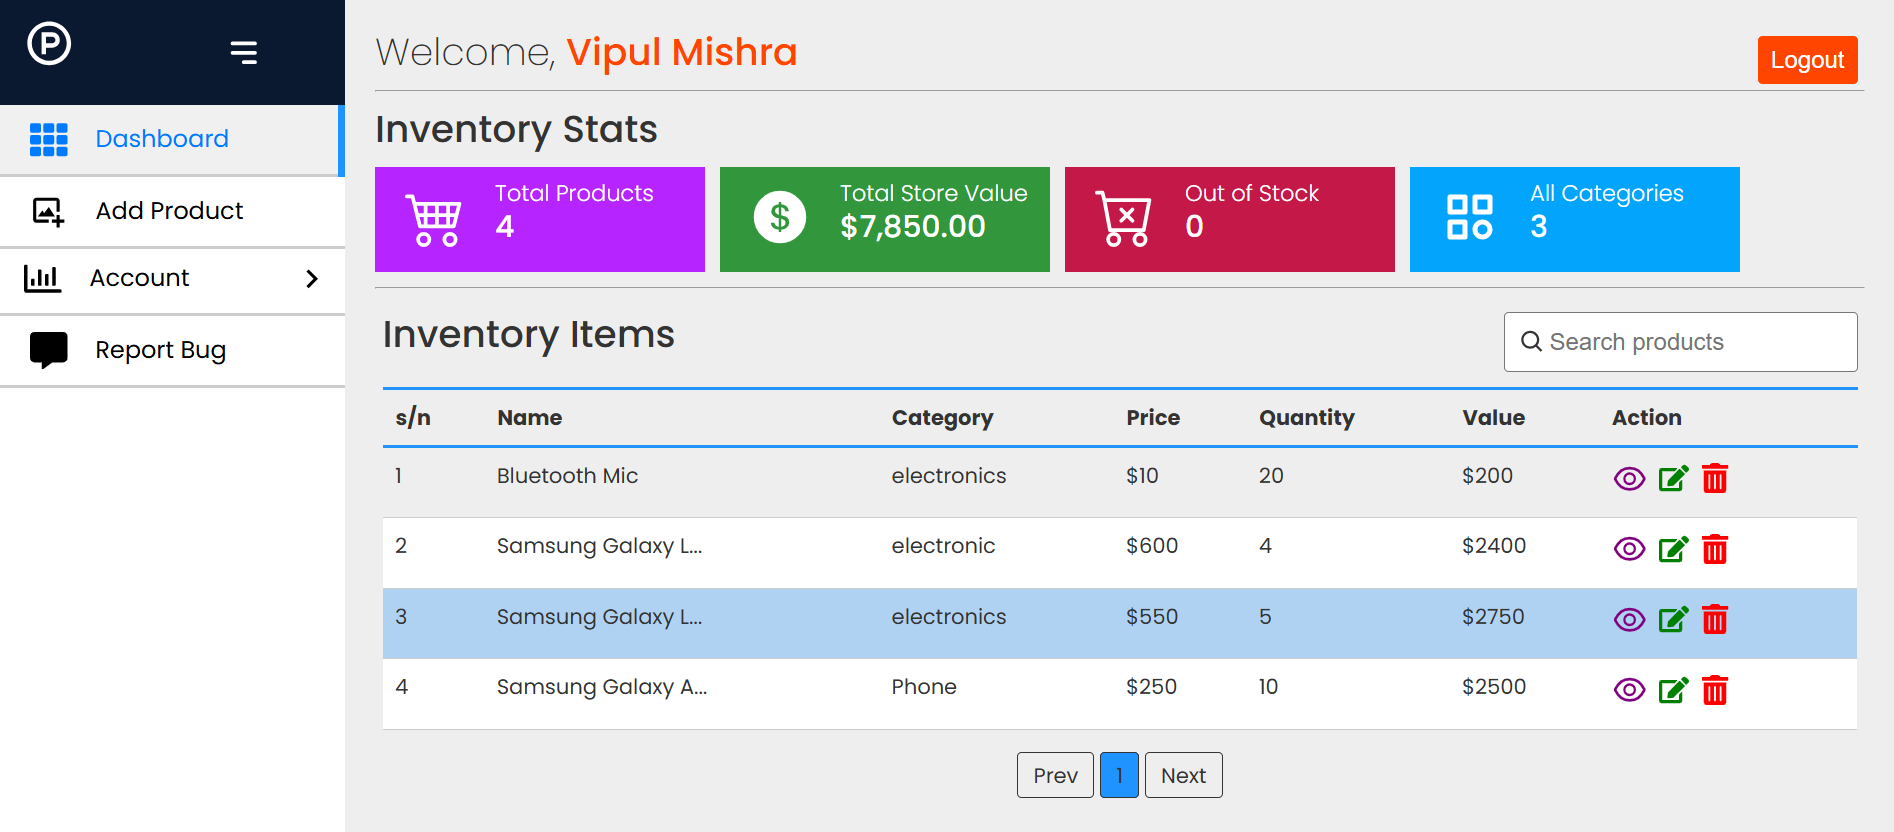 P
Welcome, Vipul Mishra
Logout
Dashboard
Add Product
Account
Report Bug
Inventory Stats
Total Products
4
$
Total Store Value
$7,850.00
Out of Stock
0
All Categories
3
Inventory Items
Search products
s/n Name Category Price Quantity Value Action
1 Bluetooth Mic electronics $10 20 $200
2 Samsung Galaxy L... electronic $600 4 $2400
3 Samsung Galaxy L... electronics $550 5 $2750
4 Samsung Galaxy A... Phone $250 10 $2500
Prev 1 Next